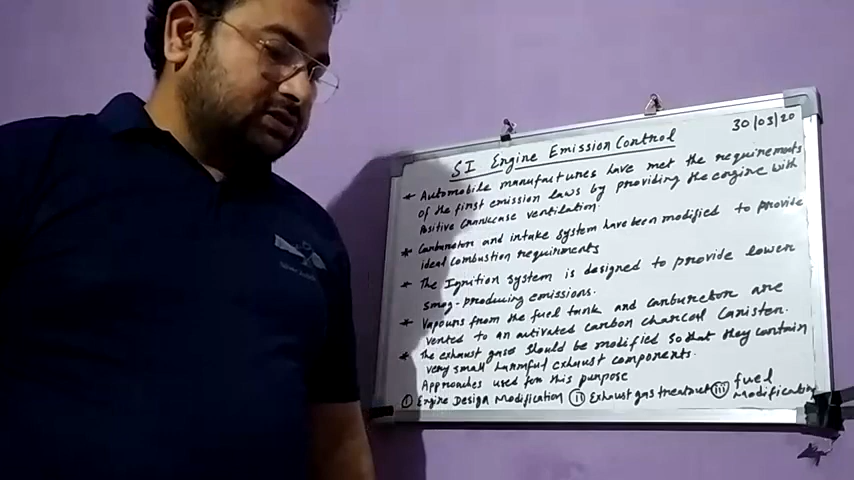 SI Engine Emission Control
30/03/20
* Automobile manufactures have met the requirements
of the first emission laws by providing the engine with
Positive Crankcase ventilation.
* Carburetor and intake system have been modified to provide
ideal combustion requirements
* The Ignition system is designed to provide lower
smog-producing emissions.
* Vapours from the fuel tank and carburetor are
vented to an activated carbon charcoal canister.
* The exhaust gases should be modified so that they contain
very small harmful exhaust components.
Approaches used for this purpose
(i) Engine Design Modification (ii) Exhaust gas treatment (iii) fuel
Modification